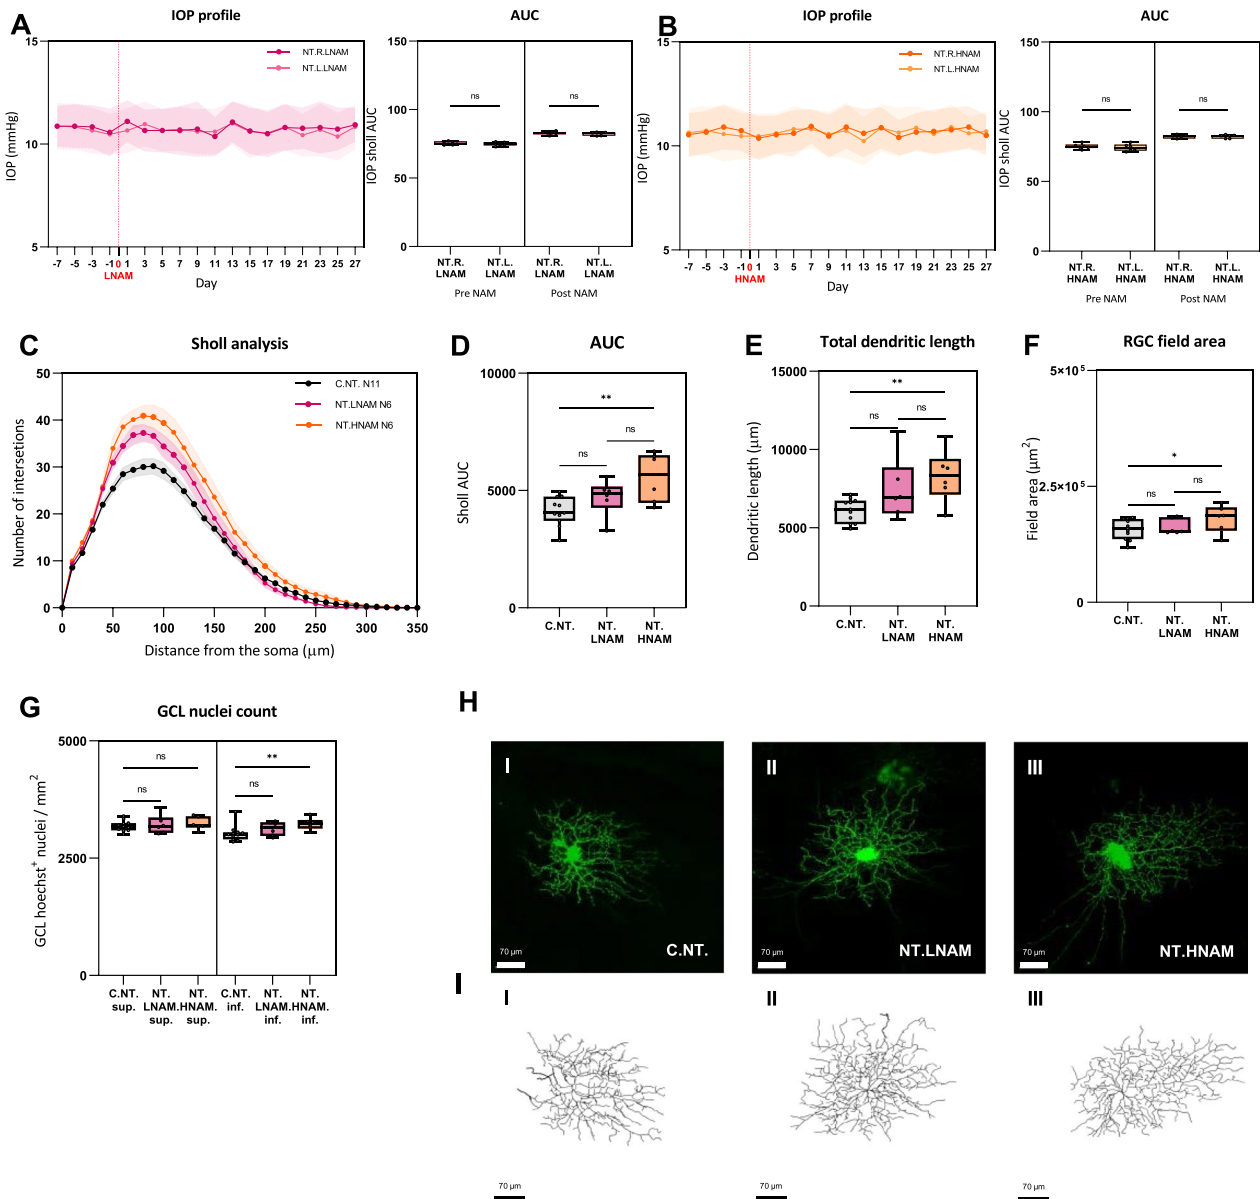 A
IOP profile
NT.R.LNAM
NT.L.LNAM
IOP (mmHg)
15
10
5
-7 -5 -3 -1 0 1 3 5 7 9 11 13 15 17 19 21 23 25 27
LNAM
Day
AUC
IOP sholl AUC
150
100
50
0
ns
ns
NT.R. NT.L. NT.R. NT.L.
LNAM LNAM LNAM LNAM
Pre NAM Post NAM
B
IOP profile
NT.R.HNAM
NT.L.HNAM
IOP (mmHg)
15
10
5
-7 -5 -3 -1 0 1 3 5 7 9 11 13 15 17 19 21 23 25 27
HNAM
Day
AUC
IOP sholl AUC
150
100
50
0
ns
ns
NT.R. NT.L. NT.R. NT.L.
HNAM HNAM HNAM HNAM
Pre NAM Post NAM
C
Sholl analysis
C.NT. N11
NT.LNAM N6
NT.HNAM N6
Number of intersetions
50
40
30
20
10
0
0 50 100 150 200 250 300 350
Distance from the soma (μm)
D
AUC
Sholl AUC
10000
5000
0
**
ns
ns
C.NT. NT. NT.
LNAM HNAM
E
Total dendritic length
Dendritic length (μm)
15000
10000
5000
0
**
ns
ns
C.NT. NT. NT.
LNAM HNAM
F
RGC field area
Field area (μm²)
5×10⁵
2.5×10⁵
0
*
ns
ns
C.NT. NT. NT.
LNAM HNAM
G
GCL nuclei count
GCL hoechst⁺ nuclei / mm²
5000
2500
0
ns
ns
**
ns
C.NT. NT. NT. C.NT. NT. NT.
sup. LNAM. HNAM. inf. LNAM. HNAM.
sup. sup. inf. inf.
H
I
70 μm
C.NT.
II
70 μm
NT.LNAM
III
70 μm
NT.HNAM
I
I
70 μm
II
70 μm
III
70 μm